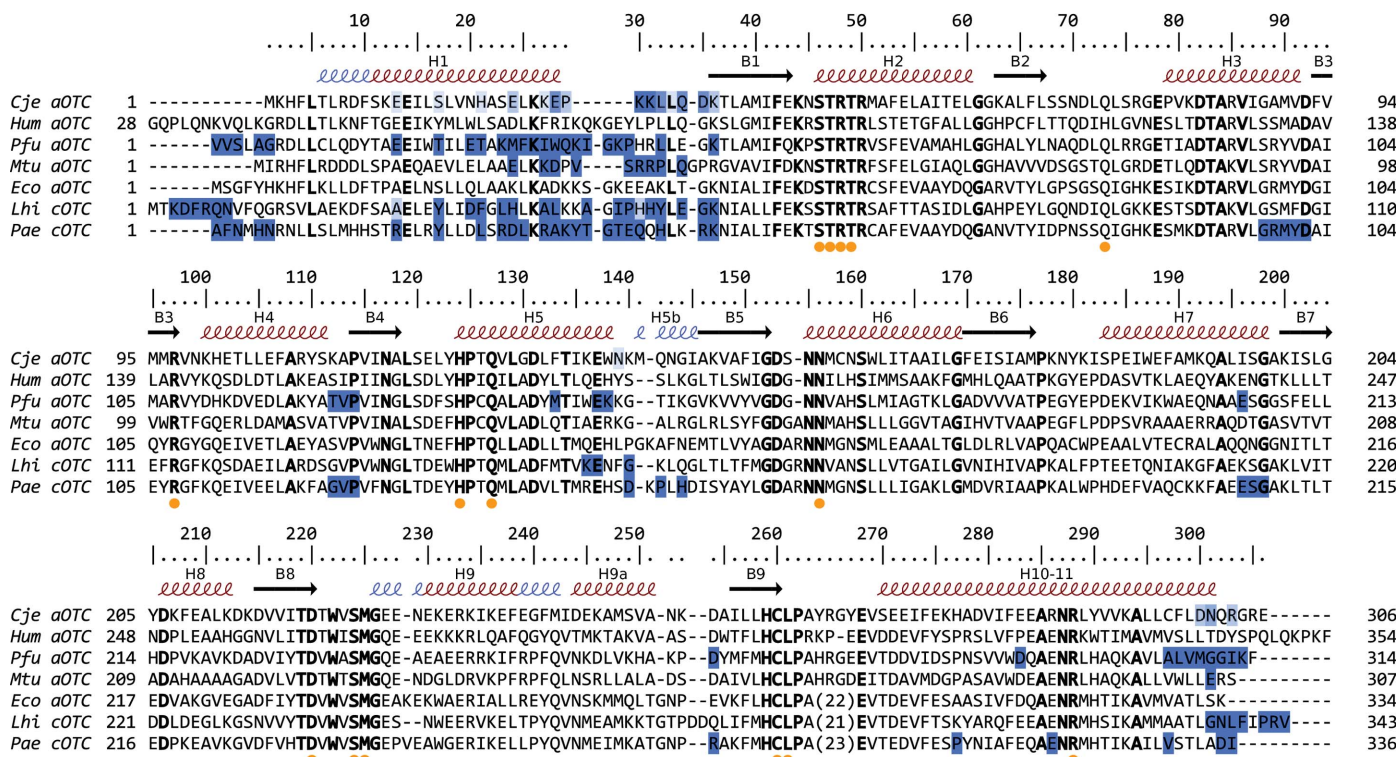 10 20 30 40 50 60 70 80 90
H1 B1 H2 B2 H3 B3
Cje aOTC 1 ----------MKHFLTLRDFSKEEILSLVNHASELKKEP------KKLLQ-DKTLAMIFEKNSTRTRMAFELAITELGGKALFLSSNDLQLSRGEPVKDTARVIGAMVDFV 94
Hum aOTC 28 GQPLQNKVQLKGRDLLTLKNFTGEEIKYMLWLSADLKFRIKQKGEYLPLLQ-GKSLGMIFEKRSTRTRLSTETGFALLGGHPCFLTTQDIHLGVNESLTDTARVLSSMADAV 138
Pfu aOTC 1 ------VVSLAGRDLLCLQDYTAEEIWTILETAKMFKIWQKI-GKPHRLLE-GKTLAMIFQKPSTRTRVSFEVAMAHLGGHALYLNAQDLQLRRGETIADTARVLSRYVDAI 104
Mtu aOTC 1 ---------MIRHFLRDDDLSPAEQAEVLELAAELKKDPV----SRRPLQGPRGVAVIFDKNSTRTRFSFELGIAQLGGHAVVVDSGSTQLGRDETLQDTAKVLSRYVDAI 98
Eco aOTC 1 ------MSGFYHKHFLKLLDFTPAELNSLLQLAAKLKADKKS-GKEEAKLT-GKNIALIFEKDSTRTRCSFEVAAYDQGARVTYLGPSGSQIGHKESIKDTARVLGRMYDGI 104
Lhi cOTC 1 MTKDFRQNVFQGRSVLAEKDFSAAELEYLIDFGLHLKALKKA-GIPHHYLE-GKNIALLFEKSSTRTRSAFTTASIDLGAHPEYLGQNDIQLGKKESTSDTAKVLGSMFDGI 110
Pae cOTC 1 ------AFNMHNRNLLSLMHHSTRELRYLLDLSRDLKRAKYT-GTEQQHLK-RKNIALIFEKTSTRTRCAFEVAAYDQGANVTYIDPNSSQIGHKESMKDTARVLGRMYDAI 104
100 110 120 130 140 150 160 170 180 190 200
B3 H4 B4 H5 H5b B5 H6 B6 H7 B7
Cje aOTC 95 MMRVNKHETLLEFARYSKAPVINALSELYHPTQVLGDLFTIKEWNKM-QNGIAKVAFIGDS-NNMCNSWLITAAILGFEISIAMPKNYKISPEIWEFAMKQALISGAKISLG 204
Hum aOTC 139 LARVYKQSDLDTLAKEASIPIINGLSDLYHPIQILADYLTLQEHYS--SLKGLTLSWIGDG-NNILHSIMMSAAKFGMHLQAATPKGYEPDASVTKLAEQYAKENGTKLLLT 247
Pfu aOTC 105 MARVYDHKDVEDLAKYATVPVINGLSDFSHPCQALADYMTIWEKKG--TIKGVKVVYVGDG-NNVAHSLMIAGTKLGADVVVATPEGYEPDEKVIKWAEQNAAESGGSFELL 213
Mtu aOTC 99 VWRTFGQERLDAMASVATVPVINALSDEFHPCQVLADLQTIAERKG--ALRGLRLSYFGDGANNMAHSLLLGGVTAGIHVTVAAPEGFLPDPSVRAAAERRAQDTGASVTVT 208
Eco aOTC 105 QYRGYGQEIVETLAEYASVPVWNGLTNEFHPTQLLADLLTMQEHLPGKAFNEMTLVYAGDARNNMGNSMLEAAALTGLDLRLVAPQACWPEAALVTECRALAQQNGGNITLT 216
Lhi cOTC 111 EFRGFKQSDAEILARDSGVPVWNGLTDEWHPTQMLADFMTVKENFG--KLQGLTLTFMGDGRNNVANSLLVTGAILGVNIHIVAPKALFPTEETQNIAKGFAEKSGAKLVIT 220
Pae cOTC 105 EYRGFKQEIVEELAKFAGVPVFNGLTDEYHPTQMLADVLTMREHSD-KPLHDISYAYLGDARNNMGNSLLLIGAKLGMDVRIAAPKALWPHDEFVAQCKKFAEESGAKLTLT 215
210 220 230 240 250 260 270 280 290 300
H8 B8 H9 H9a B9 H10-11
Cje aOTC 205 YDKFEALKDKDVVITDTWVSMGEE-NEKERKIKEFEGFMIDEKAMSVA-NK--DAILLHCLPAYRGYEVSEEIFEKHADVIFEEARNRLYVVKALLCFLDNQRGRE------ 306
Hum aOTC 248 NDPLEAAHGGNVLITDTWISMGQE-EEKKKRLQAFQGYQVTMKTAKVA-AS--DWTFLHCLPRKP-EEVDDEVFYSPRSLVFPEAENRKWTIMAVMVSLLTDYSPQLQKPKF 354
Pfu aOTC 214 HDPVKAVKDADVIYTDVWASMGQE-AEAEERRKIFRPFQVNKDLVKHA-KP--DYMFMHCLPAHRGEEVTDDVIDSPNSVVWDQAENRLHAQKAVLALVMGGIKF------- 314
Mtu aOTC 209 ADAHAAAAGADVLVTDTWTSMGQE-NDGLDRVKPFRPFQLNSRLLALA-DS--DAIVLHCLPAHRGDEITDAVMDGPASAVWDEAENRLHAQKALLVWLLERS--------- 307
Eco aOTC 217 EDVAKGVEGADFIYTDVWVSMGEAKEKWAERIALLREYQVNSKMMQLTGNP--EVKFLHCLPA(22)EVTDEVFESAASIVFDQAENRMHTIKAVMVATLSK---------- 334
Lhi cOTC 221 DDLDEGLKGSNVVYTDVWVSMGES--NWEERVKELTPYQVNMEAMKKTGTPDDQLIFMHCLPA(21)EVTDEVFTSKYARQFEEAENRMHSIKAMMAATLGNLFIPRV---- 343
Pae cOTC 216 EDPKEAVKGVDFVHTDVWVSMGEPVEAWGERIKELLPYQVNMEIMKATGNP--RAKFMHCLPA(23)EVTDEVFESPYNIAFEQAENRMHTIKAILVSTLADI--------- 336